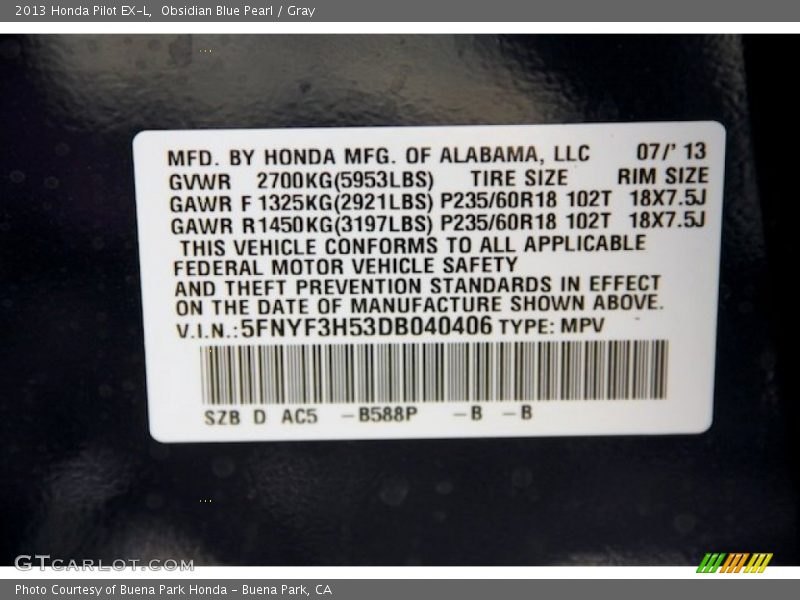 2013 Honda Pilot EX-L, Obsidian Blue Pearl / Gray
MFD. BY HONDA MFG. OF ALABAMA, LLC 07/' 13
GVWR 2700KG(5953LBS) TIRE SIZE RIM SIZE
GAWR F 1325KG(2921LBS) P235/60R18 102T 18X7.5J
GAWR R 1450KG(3197LBS) P235/60R18 102T 18X7.5J
THIS VEHICLE CONFORMS TO ALL APPLICABLE
FEDERAL MOTOR VEHICLE SAFETY
AND THEFT PREVENTION STANDARDS IN EFFECT
ON THE DATE OF MANUFACTURE SHOWN ABOVE.
V.I.N.:5FNYF3H53DB040406 TYPE: MPV
SZB D AC5 -B588P -B -B
GTCARLOT.COM
Photo Courtesy of Buena Park Honda - Buena Park, CA